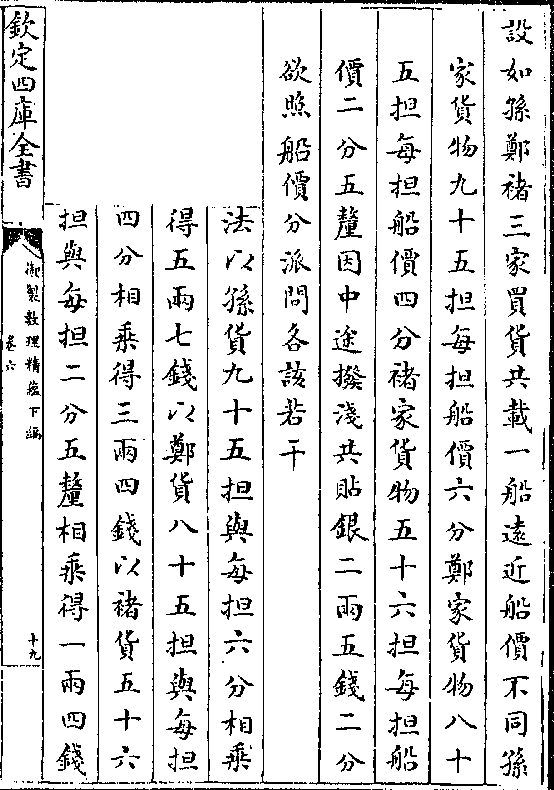 設如孫鄭褚三家買貨共載一船遠近船價不同孫
家貨物九十五担每担船價六分鄭家貨物八十
五担每担船價四分褚家貨物五十六担每担船
價二分五釐因中途撥淺共貼銀二兩五錢二分
欲照船價分派問各該若干
法以孫貨九十五担與每担六分相乘
得五兩七錢以鄭貨八十五担與每担
四分相乘得三兩四錢以褚貨五十六
担與每担二分五釐相乘得一兩四錢
欽定四庫全書
御製數理精蘊下編
卷六
十九